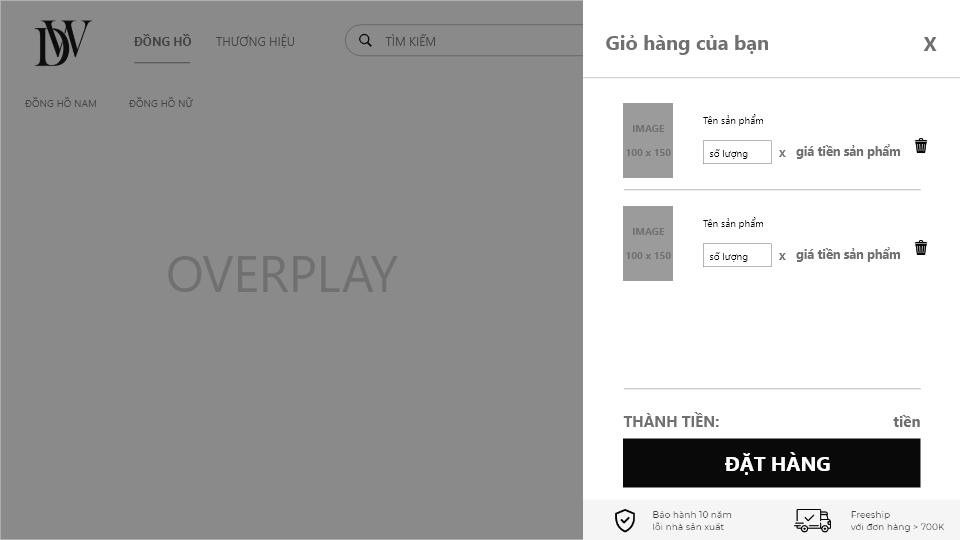 DW
ĐỒNG HỒ
THƯƠNG HIỆU
TÌM KIẾM
ĐỒNG HỒ NAM
ĐỒNG HỒ NỮ
OVERPLAY
Giỏ hàng của bạn
X
IMAGE
100 x 150
Tên sản phẩm
số lượng
x
giá tiền sản phẩm
IMAGE
100 x 150
Tên sản phẩm
số lượng
x
giá tiền sản phẩm
THÀNH TIỀN:
tiền
ĐẶT HÀNG
Bảo hành 10 năm
lỗi nhà sản xuất
Freeship
với đơn hàng > 700K